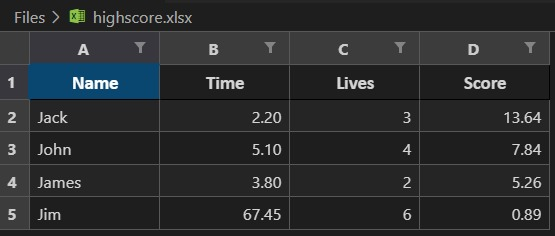 Files > highscore.xlsx
A B C D
1 Name Time Lives Score
2 Jack 2.20 3 13.64
3 John 5.10 4 7.84
4 James 3.80 2 5.26
5 Jim 67.45 6 0.89